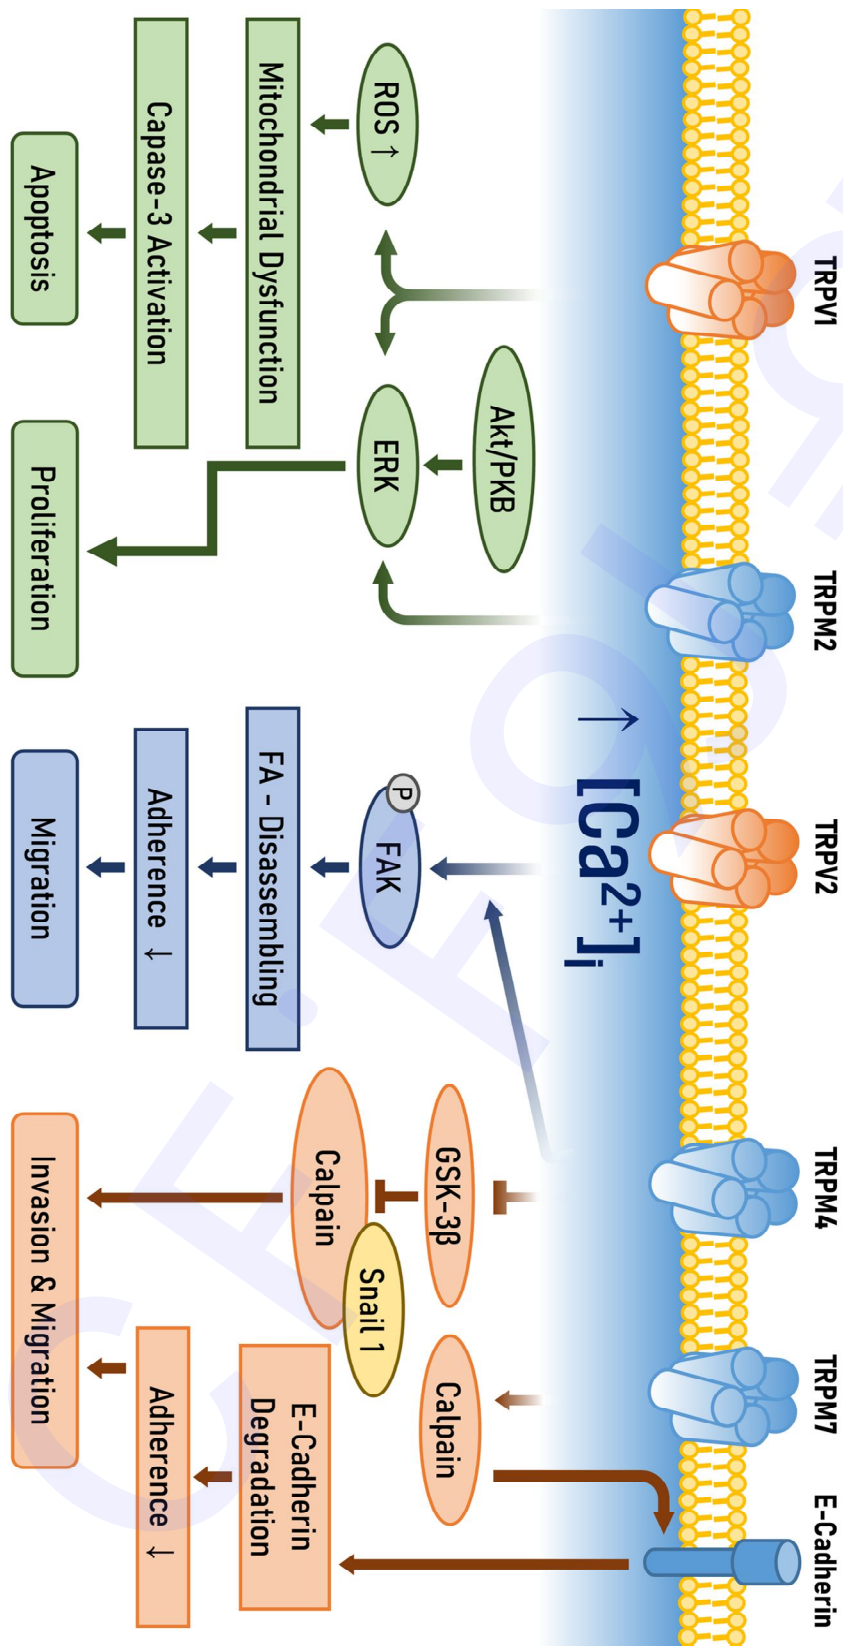 TRPV1
TRPM2
TRPV2
TRPM4
TRPM7
E-Cadherin
↑ [Ca²⁺]ᵢ
Akt/PKB
ROS ↑
ERK
P
FAK
GSK-3β
Snail 1
Calpain
Calpain
Mitochondrial Dysfunction
FA - Disassembling
E-Cadherin
Degradation
Capase-3 Activation
Adherence ↓
Adherence ↓
Apoptosis
Proliferation
Migration
Invasion & Migration